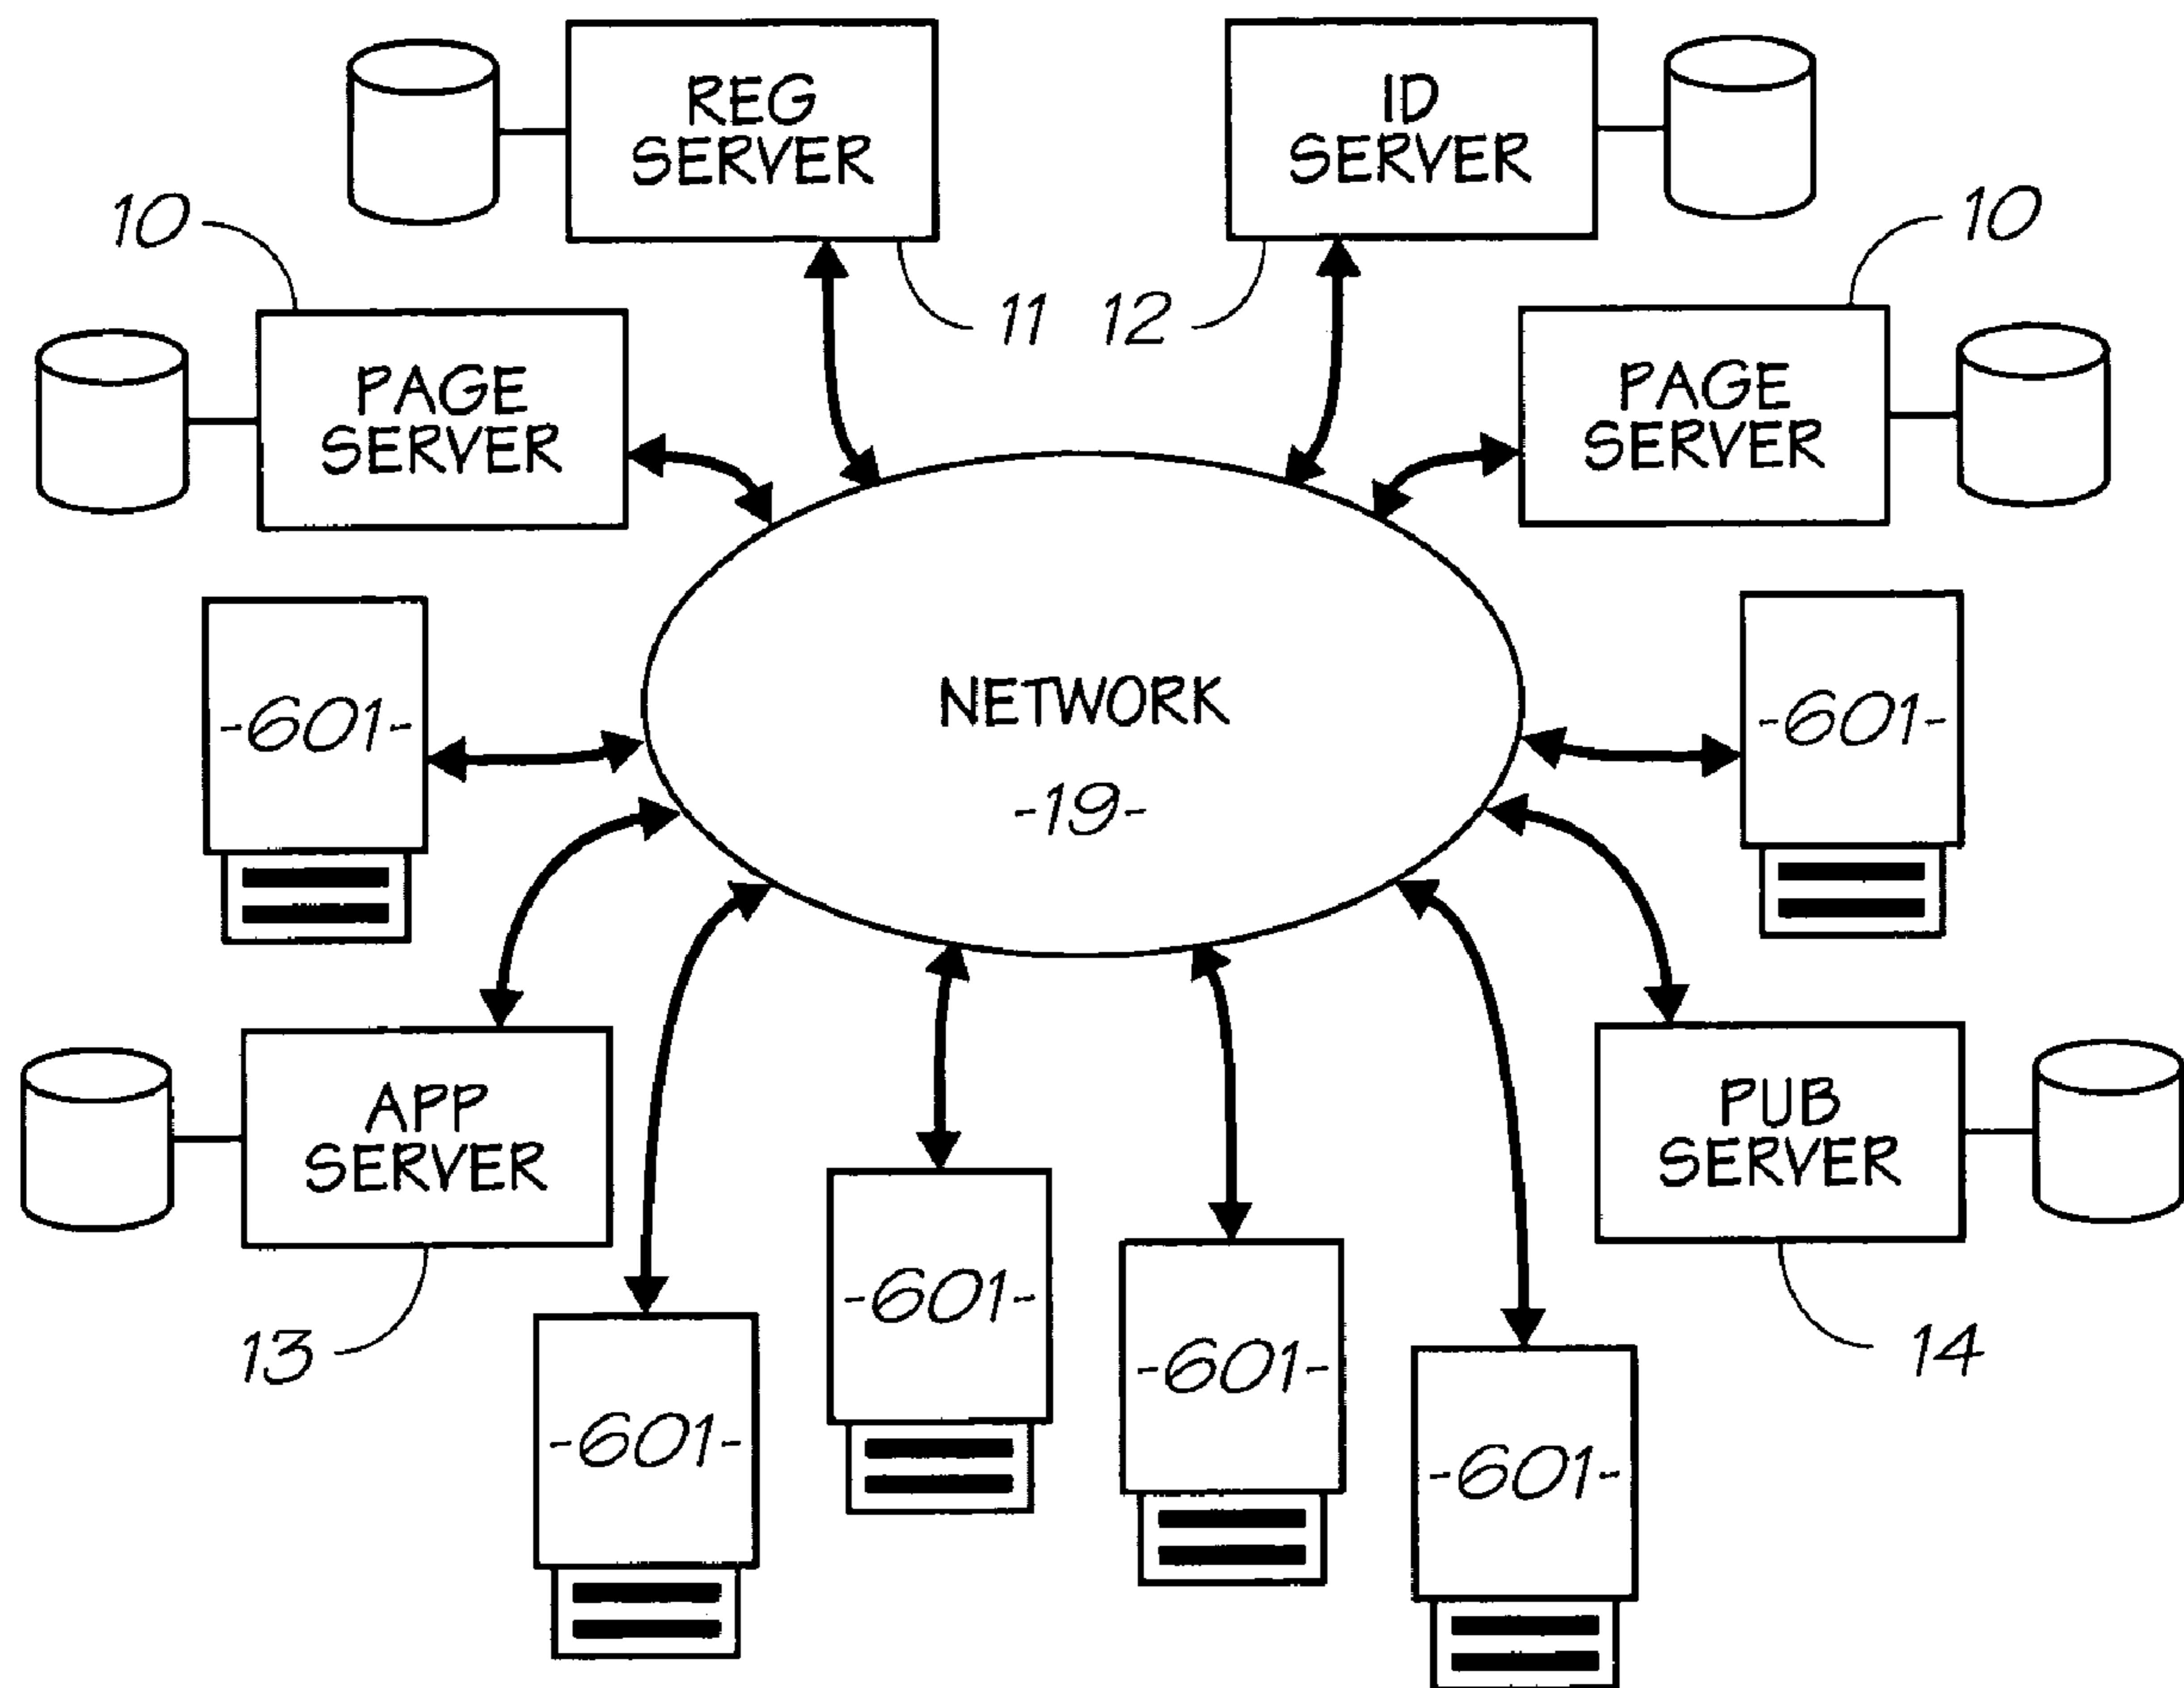 REG
SERVER
ID
SERVER
10
10
11
12
PAGE
SERVER
PAGE
SERVER
-601-
NETWORK
-19-
-601-
APP
SERVER
PUB
SERVER
13
-601-
-601-
-601-
-601-
14